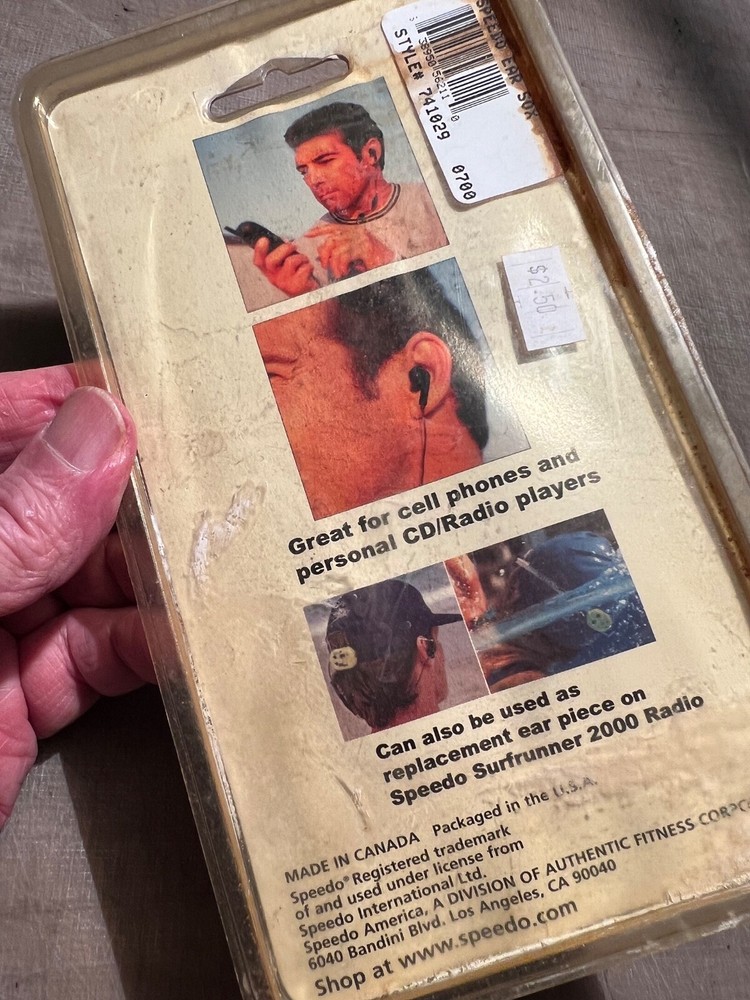 SPEEDO EAR SOX
STYLE# 741029 0700
$2.50
Great for cell phones and
personal CD/Radio players
Can also be used as
replacement ear piece on
Speedo Surfrunner 2000 Radio
MADE IN CANADA Packaged in the U.S.A.
Speedo® Registered trademark
of and used under license from
Speedo International Ltd.
Speedo America, A DIVISION OF AUTHENTIC FITNESS
6040 Bandini Blvd. Los Angeles, CA 90040
Shop at www.speedo.com